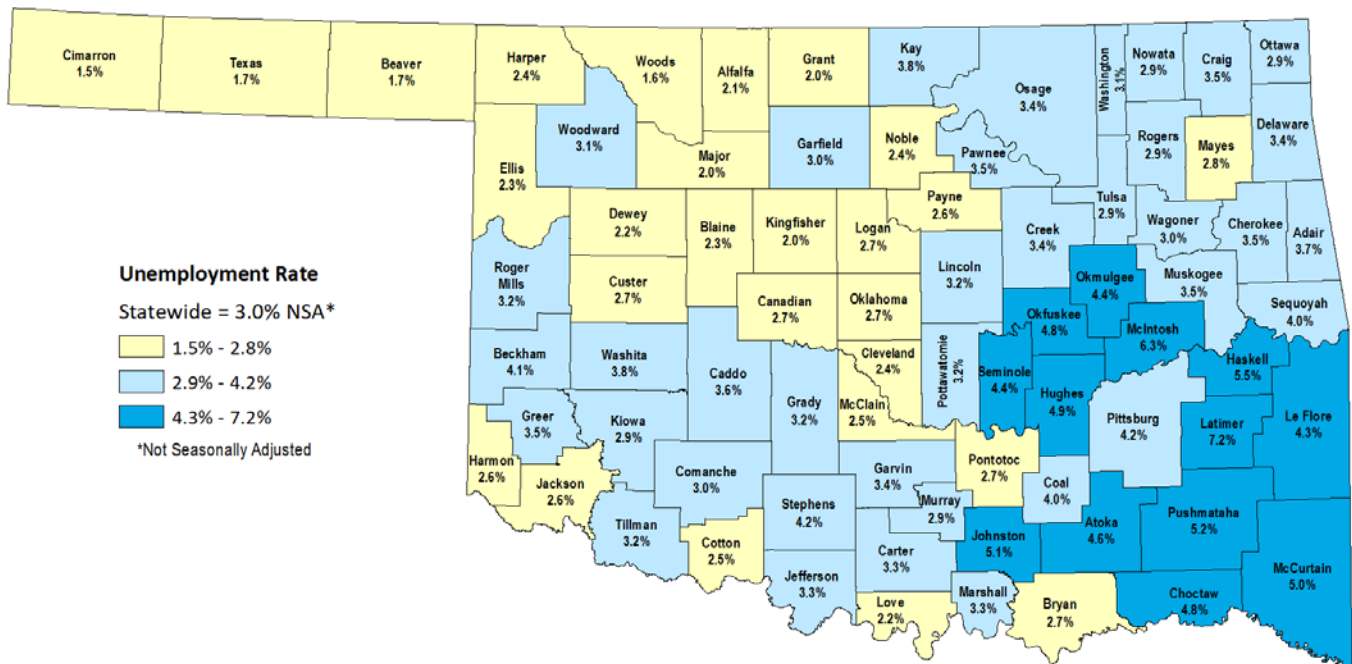 Cimarron
1.5%
Texas
1.7%
Beaver
1.7%
Harper
2.4%
Woods
1.6%
Alfalfa
2.1%
Grant
2.0%
Kay
3.8%
Osage
3.4%
Washington
3.1%
Nowata
2.9%
Craig
3.5%
Ottawa
2.9%
Woodward
3.1%
Ellis
2.3%
Major
2.0%
Garfield
3.0%
Noble
2.4%
Pawnee
3.5%
Rogers
2.9%
Mayes
2.8%
Delaware
3.4%
Dewey
2.2%
Blaine
2.3%
Kingfisher
2.0%
Logan
2.7%
Payne
2.6%
Creek
3.4%
Tulsa
2.9%
Wagoner
3.0%
Cherokee
3.5%
Adair
3.7%
Roger
Mills
3.2%
Custer
2.7%
Canadian
2.7%
Oklahoma
2.7%
Lincoln
3.2%
Okmulgee
4.4%
Muskogee
3.5%
Sequoyah
4.0%
Okfuskee
4.8%
McIntosh
6.3%
Beckham
4.1%
Washita
3.8%
Caddo
3.6%
Grady
3.2%
Cleveland
2.4%
McClain
2.5%
Pottawatomie
3.2%
Seminole
4.4%
Hughes
4.9%
Pittsburg
4.2%
Haskell
5.5%
Latimer
7.2%
Le Flore
4.3%
Greer
3.5%
Kiowa
2.9%
Harmon
2.6%
Jackson
2.6%
Comanche
3.0%
Tillman
3.2%
Cotton
2.5%
Stephens
4.2%
Jefferson
3.3%
Garvin
3.4%
Murray
2.9%
Carter
3.3%
Love
2.2%
Pontotoc
2.7%
Coal
4.0%
Johnston
5.1%
Atoka
4.6%
Pushmataha
5.2%
Marshall
3.3%
Bryan
2.7%
Choctaw
4.8%
McCurtain
5.0%
Unemployment Rate
Statewide = 3.0% NSA*
1.5% - 2.8%
2.9% - 4.2%
4.3% - 7.2%
*Not Seasonally Adjusted